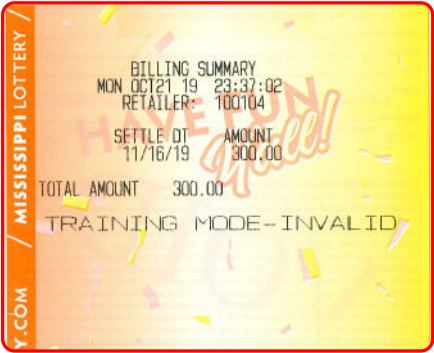 BILLING SUMMARY
MON OCT21 19 23:37:02
RETAILER: 100104
SETTLE DT AMOUNT
11/16/19 300.00
TOTAL AMOUNT 300.00
TRAINING MODE-INVALID
HAVE FUN
Y'all!
/ MISSISSIPPI LOTTERY /
Y.COM